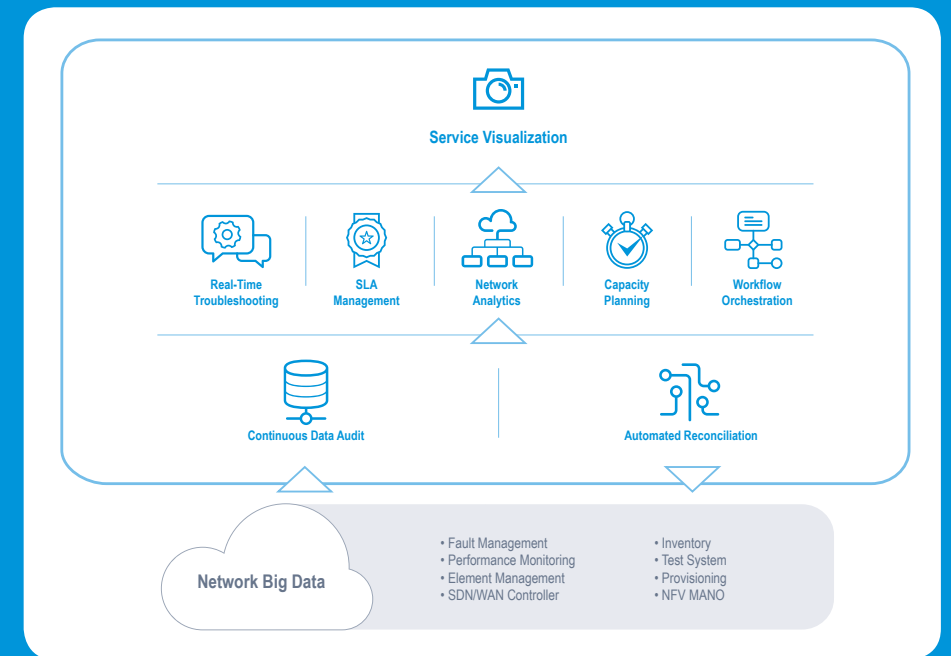 Service Visualization
Real-Time
Troubleshooting
SLA
Management
Network
Analytics
Capacity
Planning
Workflow
Orchestration
Continuous Data Audit
Automated Reconciliation
Network Big Data
• Fault Management
• Performance Monitoring
• Element Management
• SDN/WAN Controller
• Inventory
• Test System
• Provisioning
• NFV MANO